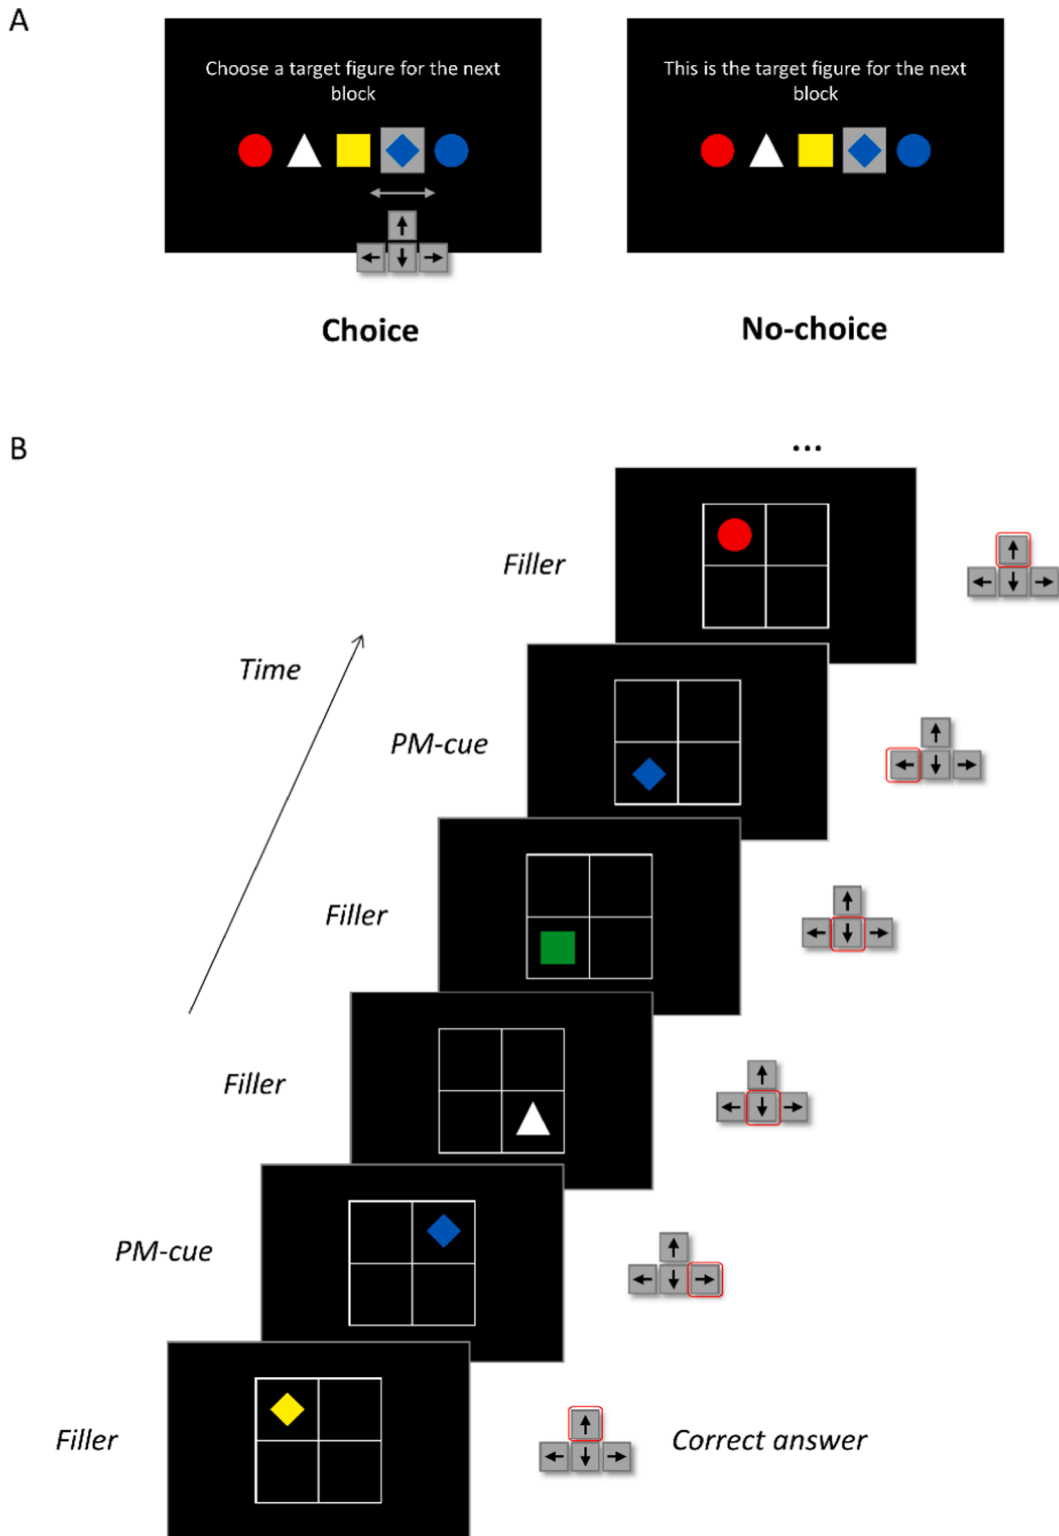 A
Choose a target figure for the next
block
This is the target figure for the next
block
Choice
No-choice
B
...
Filler
Time
PM-cue
Filler
Filler
PM-cue
Filler
Correct answer